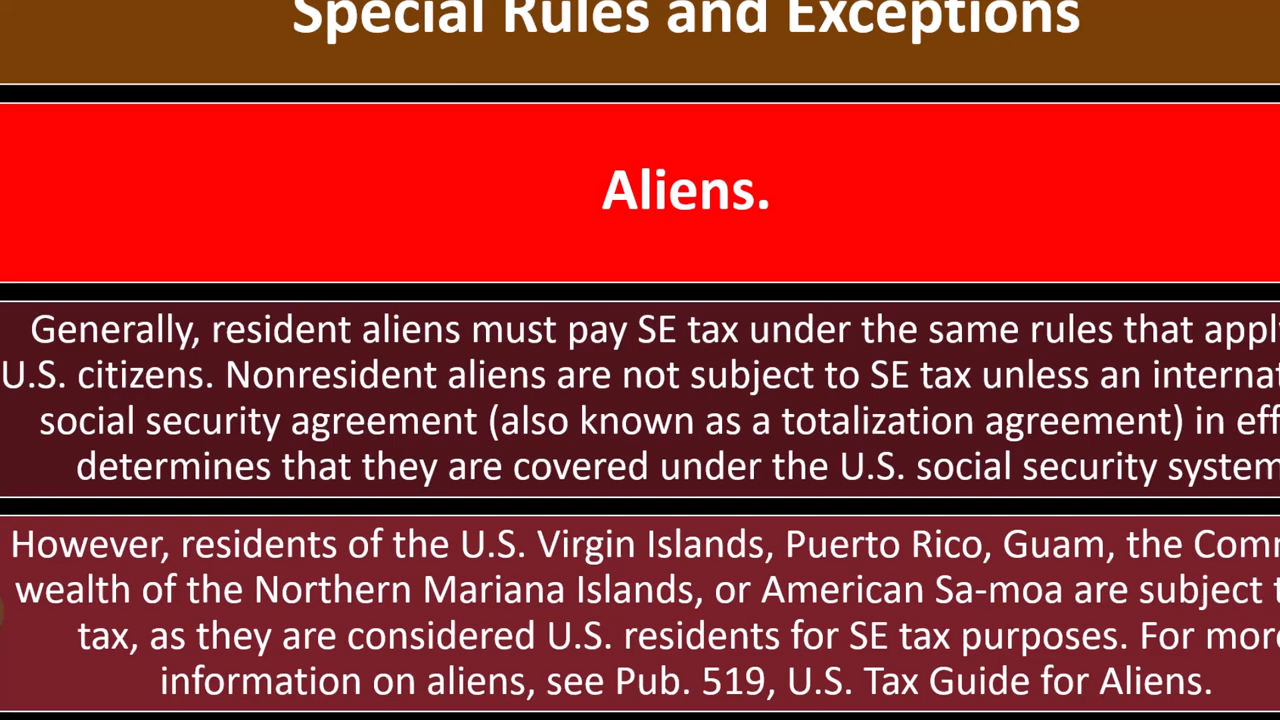 Special Rules and Exceptions
Aliens.
Generally, resident aliens must pay SE tax under the same rules that appl
U.S. citizens. Nonresident aliens are not subject to SE tax unless an internat
social security agreement (also known as a totalization agreement) in eff
determines that they are covered under the U.S. social security system
However, residents of the U.S. Virgin Islands, Puerto Rico, Guam, the Comm
wealth of the Northern Mariana Islands, or American Sa-moa are subject t
tax, as they are considered U.S. residents for SE tax purposes. For more
information on aliens, see Pub. 519, U.S. Tax Guide for Aliens.